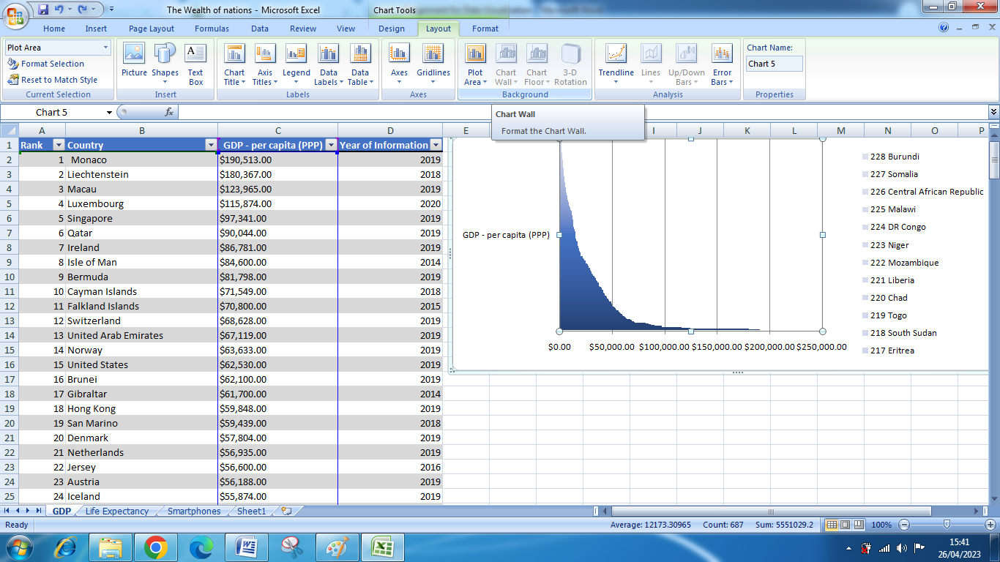 The Wealth of nations - Microsoft Excel
Chart Tools
Home Insert Page Layout Formulas Data Review View Design Layout Format
Plot Area
Format Selection
Reset to Match Style
Current Selection
Picture Shapes Text Box
Insert
Chart Title Axis Titles Legend Data Labels Data Table
Labels
Axes Gridlines
Axes
Plot Area Chart Wall Chart Floor 3-D Rotation
Background
Trendline Lines Up/Down Bars Error Bars
Analysis
Chart Name:
Chart 5
Properties
Chart 5 fx
Chart Wall
Format the Chart Wall.
A B C D E I J K L M N O P
1 Rank Country GDP - per capita (PPP) Year of Information
2 1 Monaco $190,513.00 2019
3 2 Liechtenstein $180,367.00 2018
4 3 Macau $123,965.00 2019
5 4 Luxembourg $115,874.00 2020
6 5 Singapore $97,341.00 2019
7 6 Qatar $90,044.00 2019
8 7 Ireland $86,781.00 2019
9 8 Isle of Man $84,600.00 2014
10 9 Bermuda $81,798.00 2019
11 10 Cayman Islands $71,549.00 2018
12 11 Falkland Islands $70,800.00 2015
13 12 Switzerland $68,628.00 2019
14 13 United Arab Emirates $67,119.00 2019
15 14 Norway $63,633.00 2019
16 15 United States $62,530.00 2019
17 16 Brunei $62,100.00 2019
18 17 Gibraltar $61,700.00 2014
19 18 Hong Kong $59,848.00 2019
20 19 San Marino $59,439.00 2018
21 20 Denmark $57,804.00 2019
22 21 Netherlands $56,935.00 2019
23 22 Jersey $56,600.00 2016
24 23 Austria $56,188.00 2019
25 24 Iceland $55,874.00 2019
GDP - per capita (PPP)
$0.00 $50,000.00 $100,000.00 $150,000.00 $200,000.00 $250,000.00
228 Burundi
227 Somalia
226 Central African Republic
225 Malawi
224 DR Congo
223 Niger
222 Mozambique
221 Liberia
220 Chad
219 Togo
218 South Sudan
217 Eritrea
GDP Life Expectancy Smartphones Sheet1
Ready Average: 12173.30965 Count: 687 Sum: 5551029.2 100%
15:41
26/04/2023